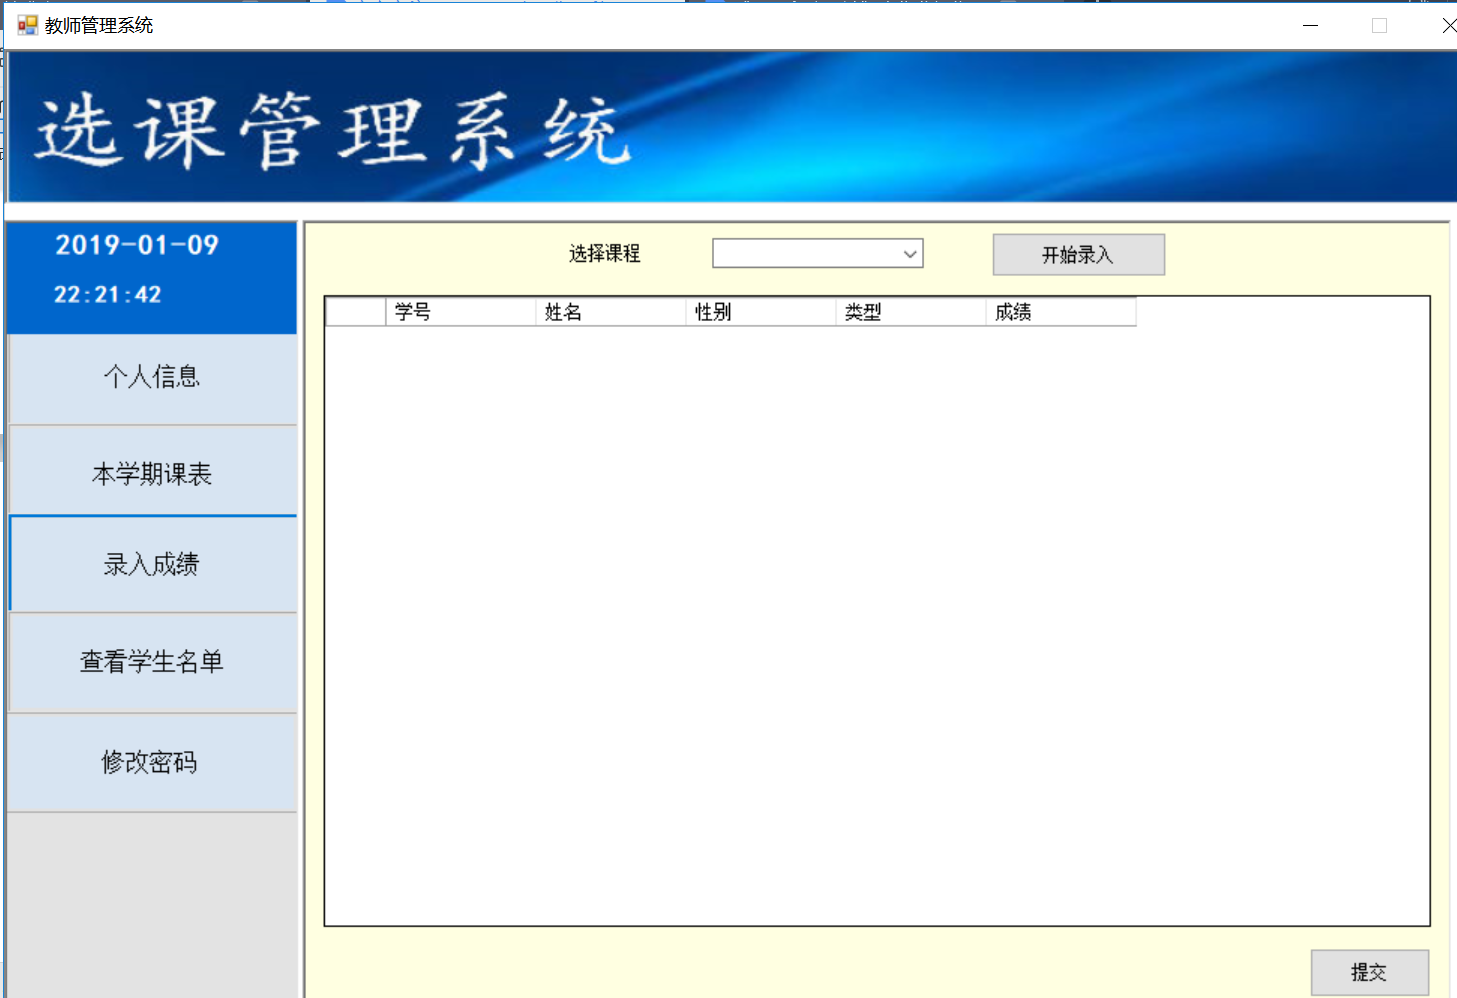 教师管理系统
选课管理系统
2019-01-09
22:21:42
个人信息
本学期课表
录入成绩
查看学生名单
修改密码
选择课程
开始录入
学号 姓名 性别 类型 成绩
提交